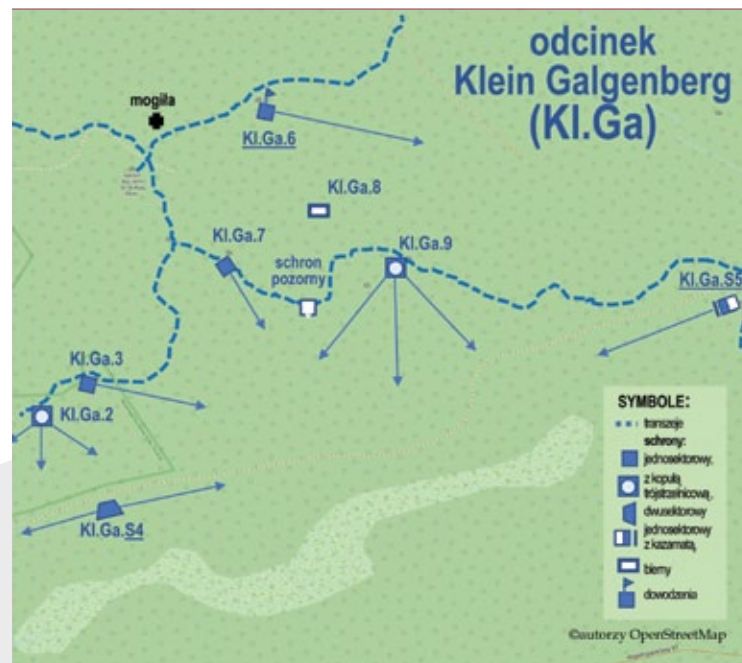 odcinek
Klein Galgenberg
(Kl.Ga)
mogiła
Kl.Ga.6
Kl.Ga.8
Kl.Ga.7
Kl.Ga.9
schron
pozorny
Kl.Ga.S5
Kl.Ga.3
Kl.Ga.2
Kl.Ga.S4
SYMBOLE:
transzeje
schrony:
jednosektorowy,
z kopułą
trójstrzelnicową,
dwusektorowy
jednosektorowy
z kazamatą,
bierny
dowodzenia
©autorzy OpenStreetMap